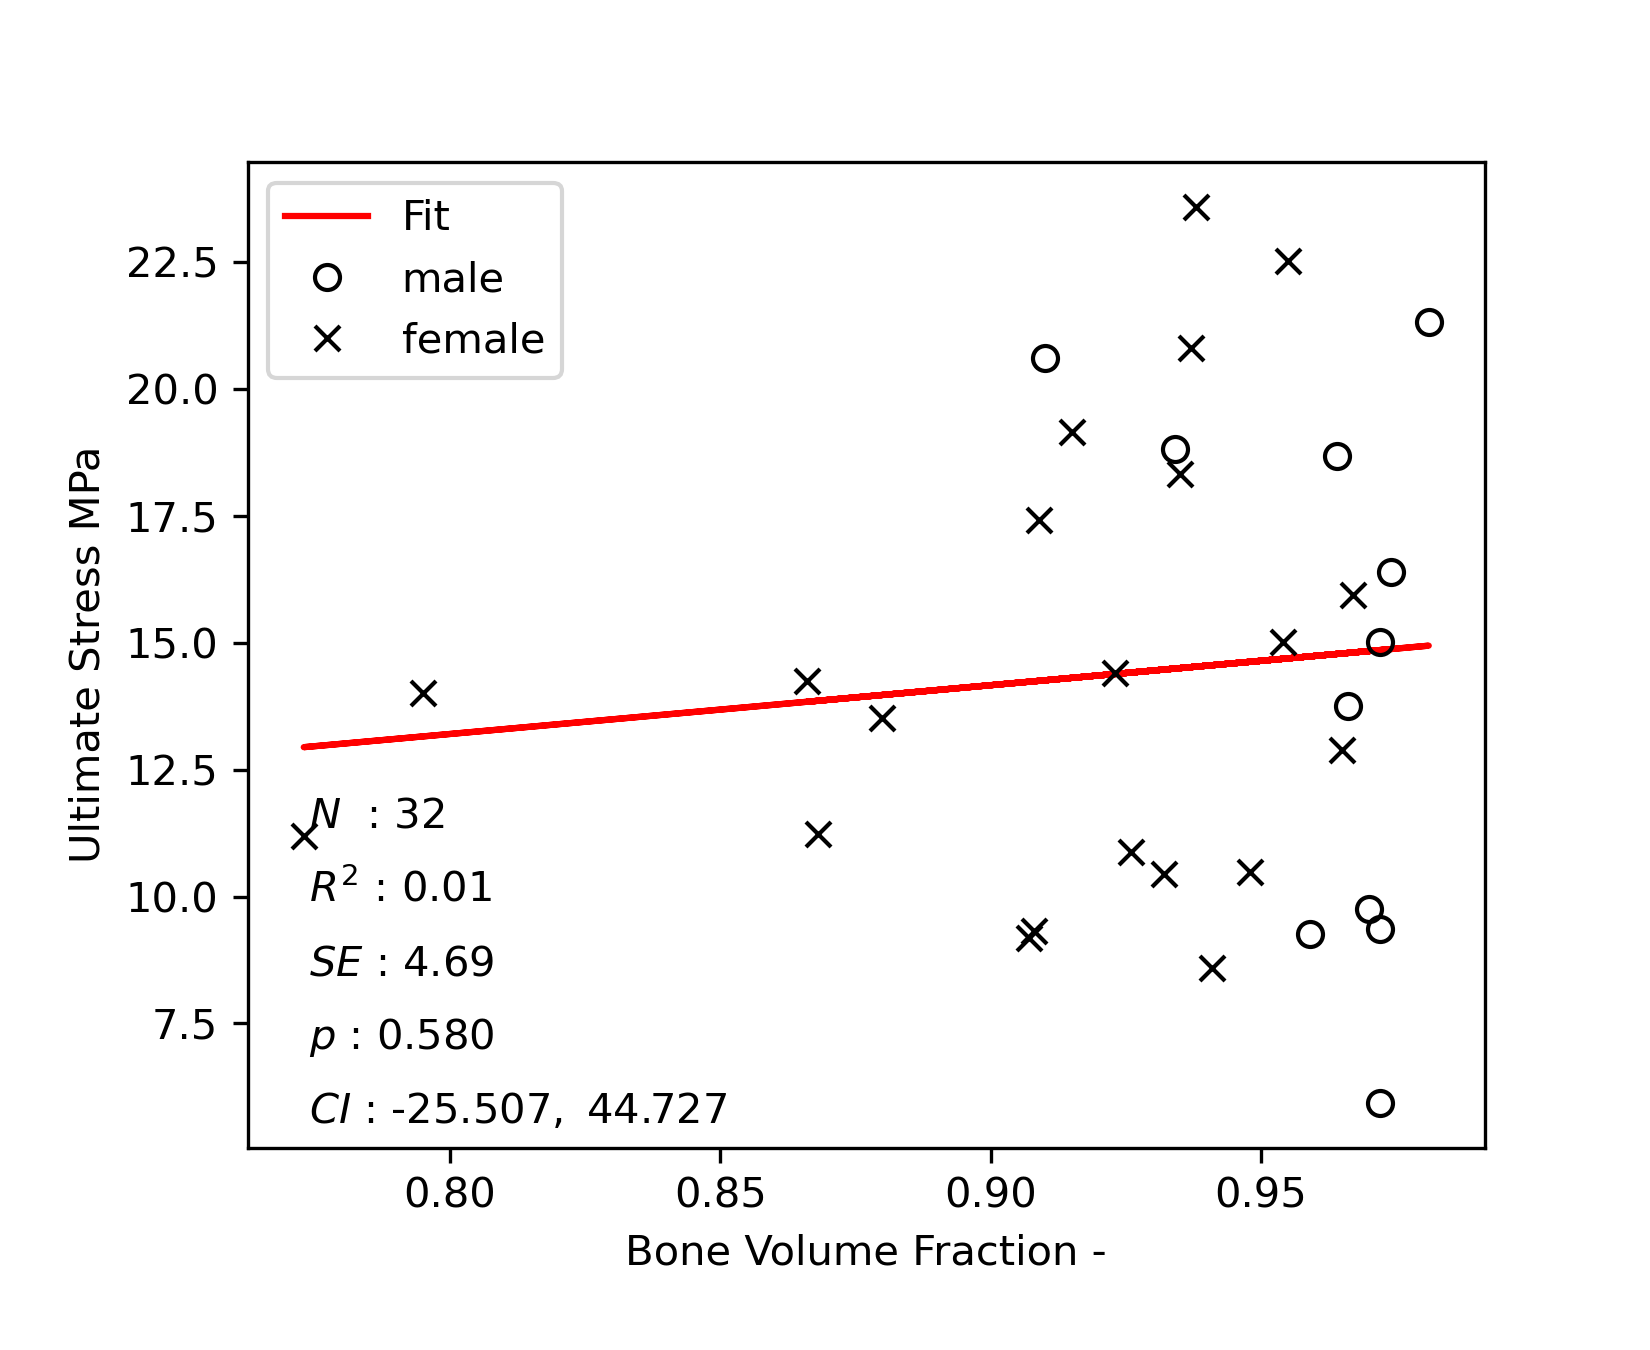 Fit
male
female
22.5
20.0
17.5
15.0
12.5
10.0
7.5
Ultimate Stress MPa
N : 32
R² : 0.01
SE : 4.69
p : 0.580
CI : -25.507, 44.727
0.80 0.85 0.90 0.95
Bone Volume Fraction -